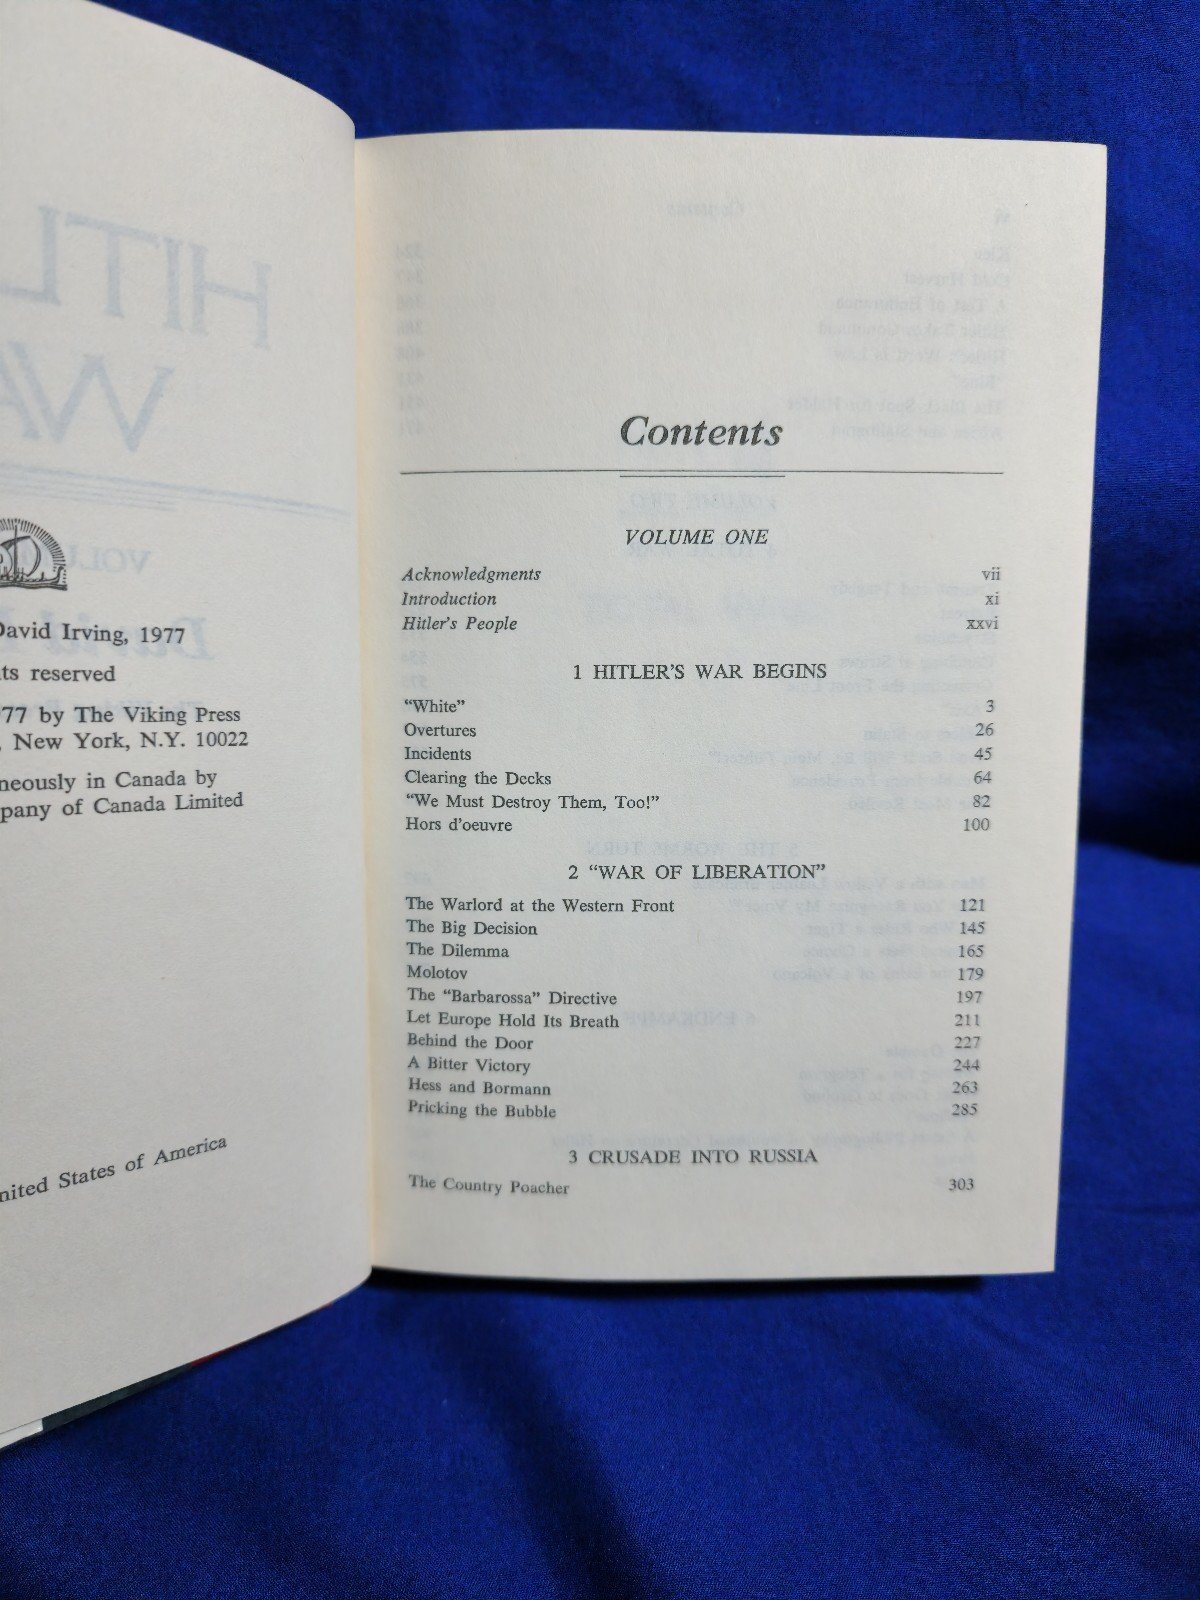 David Irving, 1977
reserved
by The Viking Press
New York, N.Y. 10022
in Canada by
of Canada Limited
States of America
Contents
VOLUME ONE
Acknowledgments vii
Introduction xi
Hitler's People xxvi
1 HITLER'S WAR BEGINS
"White" 3
Overtures 26
Incidents 45
Clearing the Decks 64
"We Must Destroy Them, Too!" 82
Hors d'oeuvre 100
2 "WAR OF LIBERATION"
The Warlord at the Western Front 121
The Big Decision 145
The Dilemma 165
Molotov 179
The "Barbarossa" Directive 197
Let Europe Hold Its Breath 211
Behind the Door 227
A Bitter Victory 244
Hess and Bormann 263
Pricking the Bubble 285
3 CRUSADE INTO RUSSIA
The Country Poacher 303